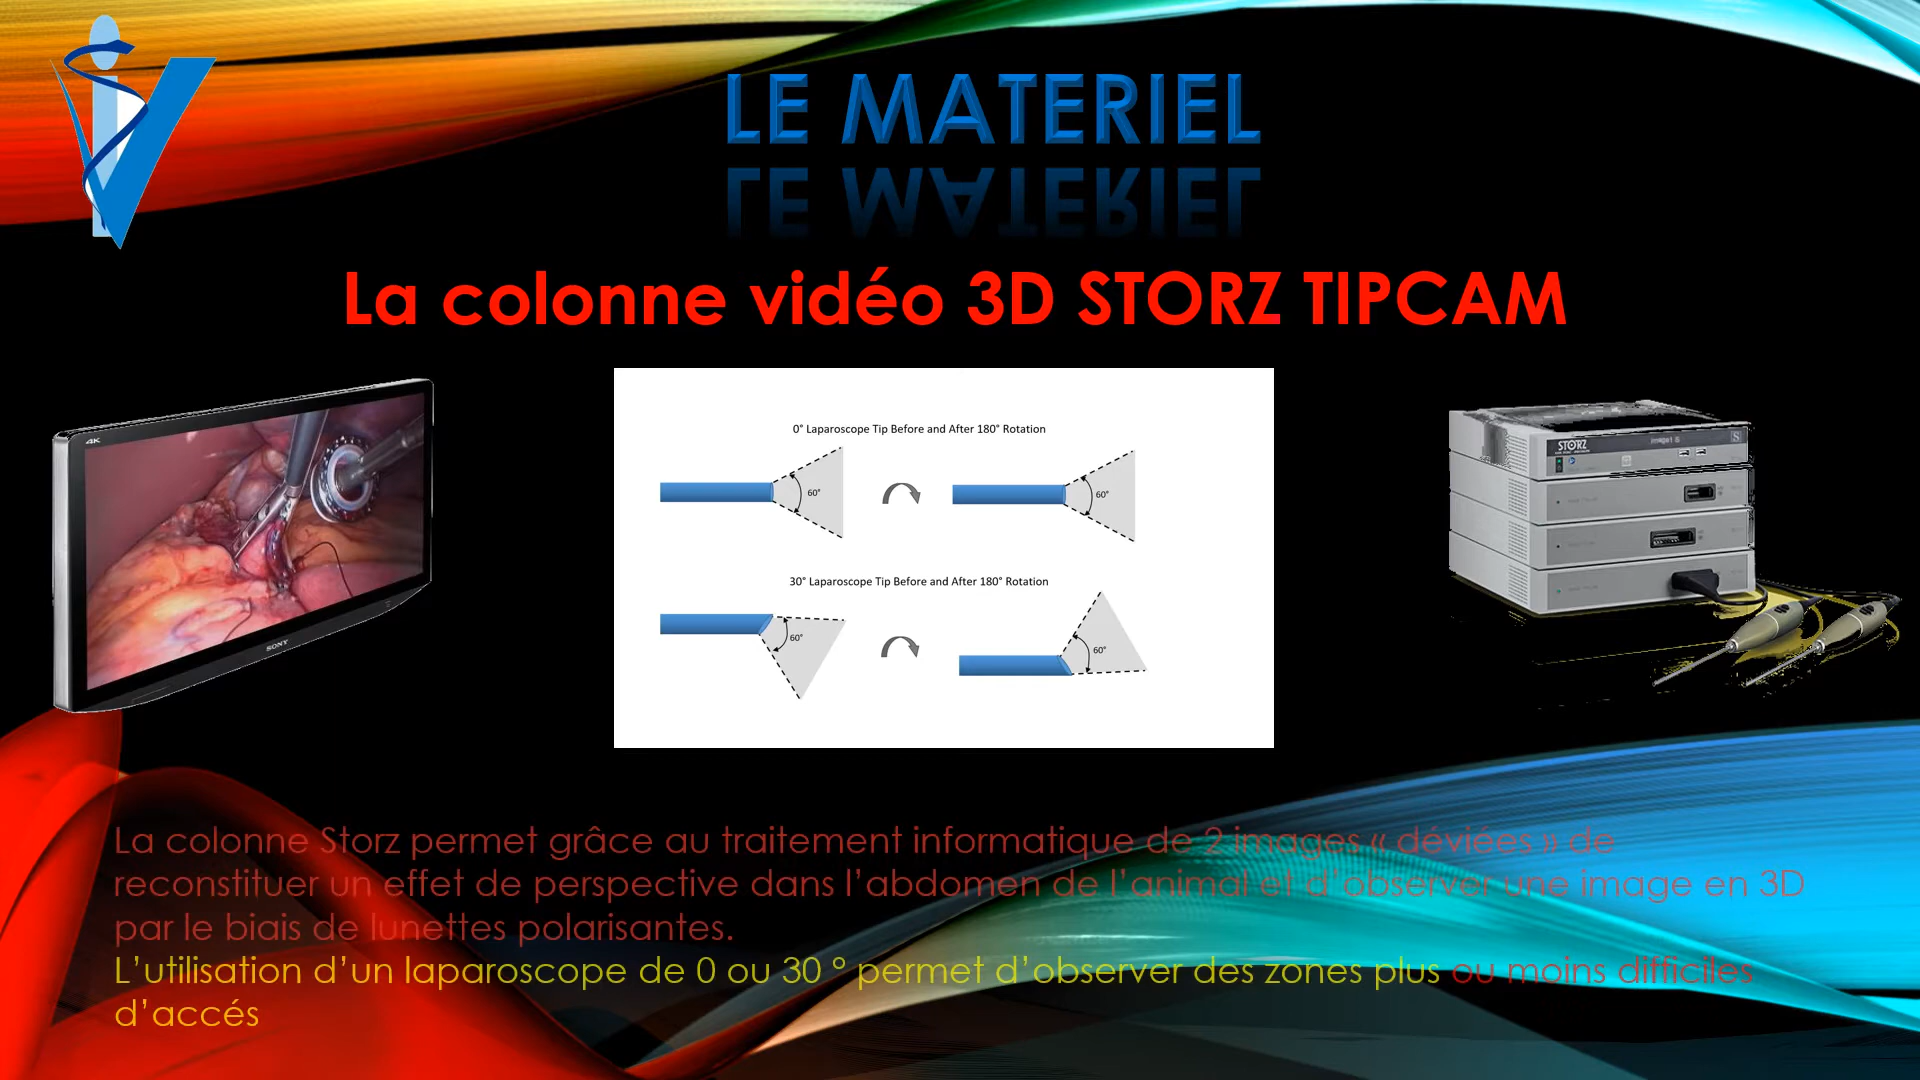 LE MATERIEL
La colonne vidéo 3D STORZ TIPCAM
0° Laparoscope Tip Before and After 180° Rotation
60°
60°
30° Laparoscope Tip Before and After 180° Rotation
60°
60°
4K
SONY
STORZ
S
La colonne Storz permet grâce au traitement informatique de 2 images « déviées » de
reconstituer un effet de perspective dans l’abdomen de l’animal et d’observer une image en 3D
par le biais de lunettes polarisantes.
L’utilisation d’un laparoscope de 0 ou 30 ° permet d’observer des zones plus ou moins difficiles
d’accés